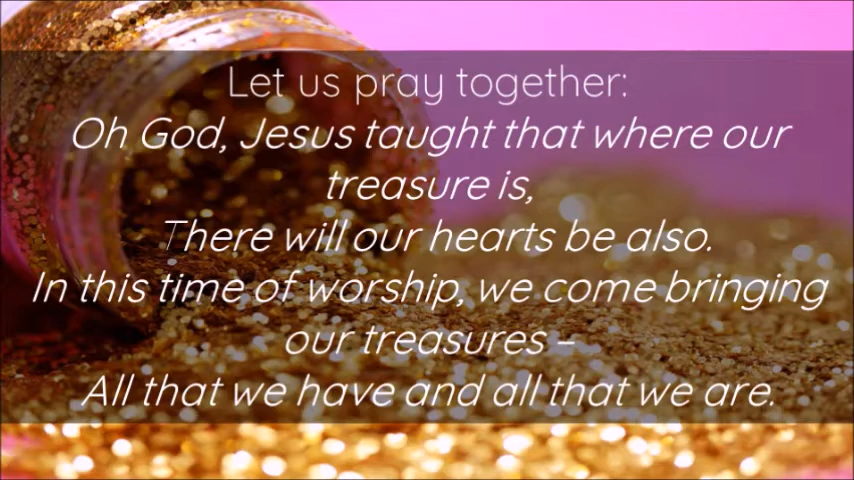 Let us pray together:
Oh God, Jesus taught that where our
treasure is,
There will our hearts be also.
In this time of worship, we come bringing
our treasures –
All that we have and all that we are.